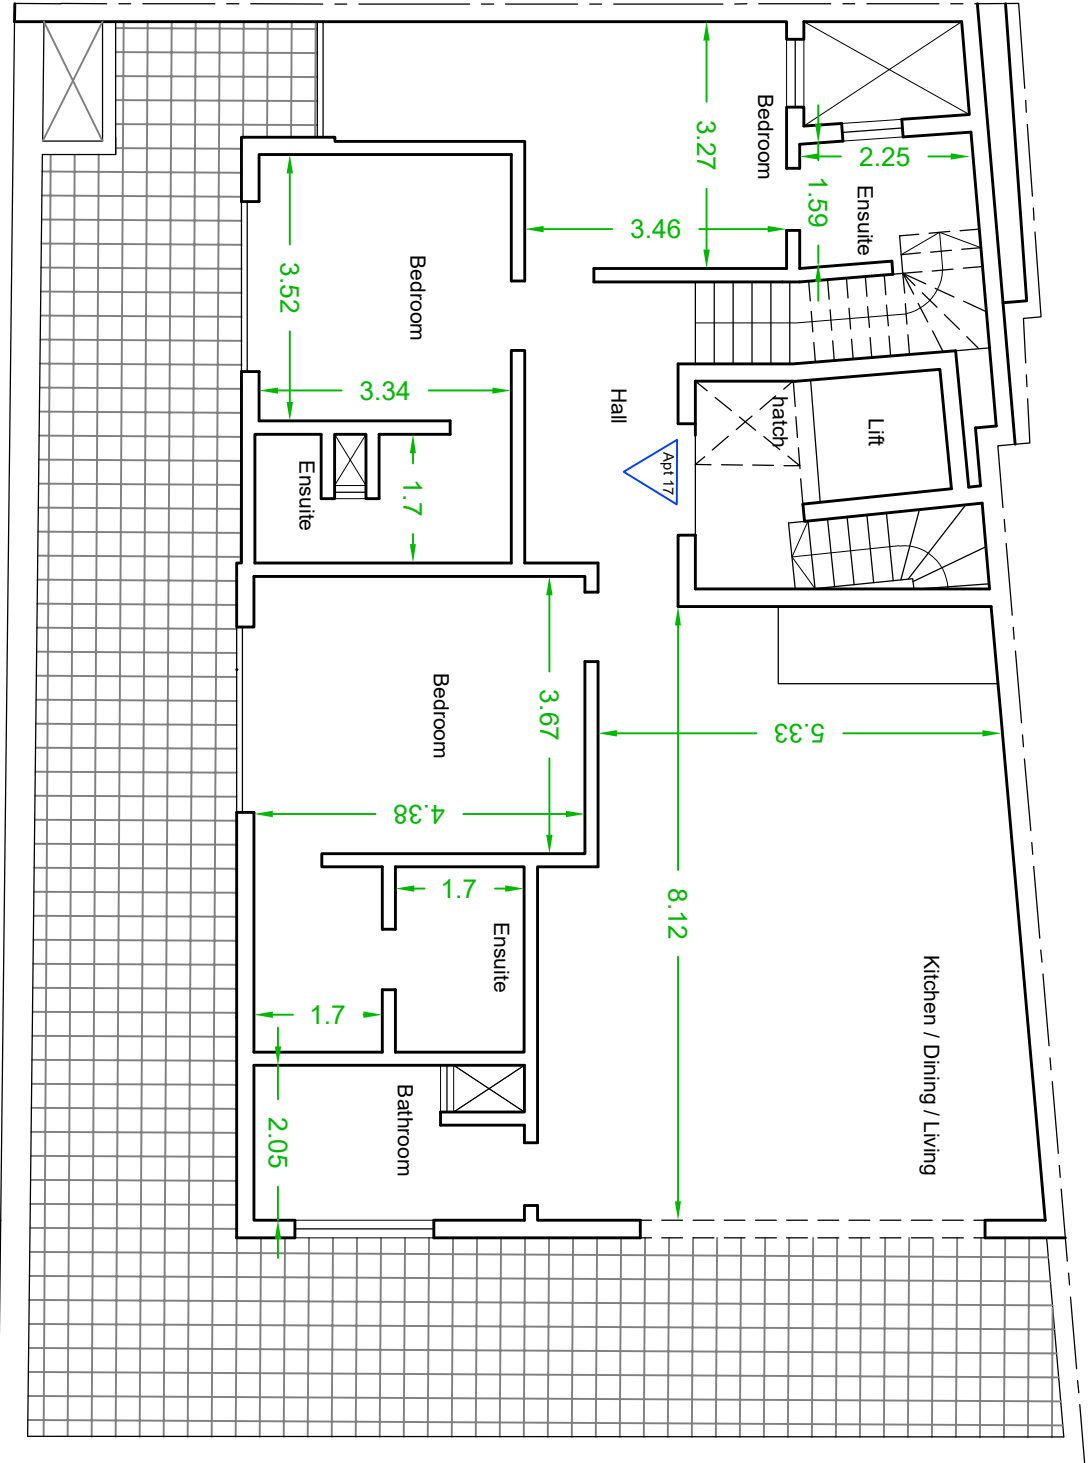 Bedroom
3.27
2.25
1.59
Ensuite
3.46
Bedroom
3.52
3.34
Hall
hatch
Lift
Apt 17
Ensuite
1.7
Bedroom
3.67
5.33
4.38
1.7
8.12
Ensuite
Kitchen / Dining / Living
1.7
Bathroom
2.05